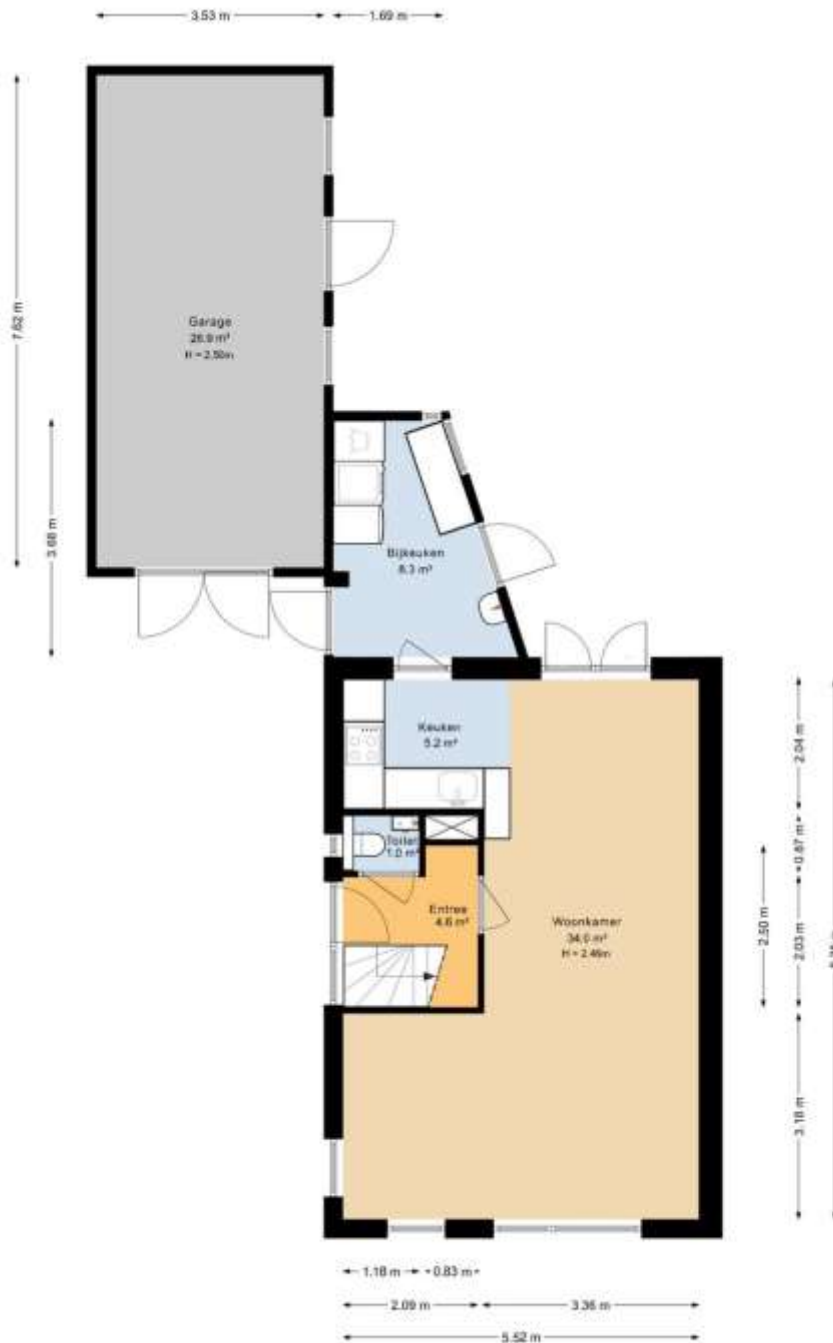 3.53 m
1.69 m
7.62 m
Garage
26.9 m²
H = 2.50m
3.68 m
Bijkeuken
8.3 m²
Keuken
5.2 m²
2.04 m
Toilet
1.0 m²
0.87 m
Entree
4.6 m²
Woonkamer
34.0 m²
H = 2.46m
2.50 m
2.03 m
3.18 m
1.18 m
0.83 m
2.09 m
3.36 m
5.52 m